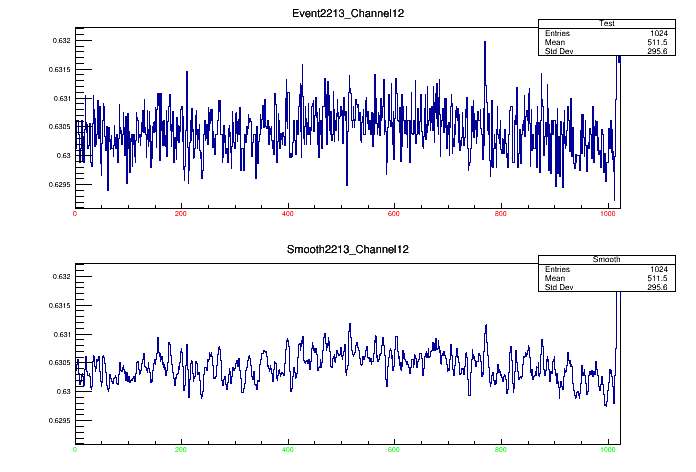 Event2213_Channel12
Test
Entries 1024
Mean 511.5
Std Dev 295.6
0.632
0.6315
0.631
0.6305
0.63
0.6295
0 200 400 600 800 1000
Smooth2213_Channel12
Smooth
Entries 1024
Mean 511.5
Std Dev 295.6
0.632
0.6315
0.631
0.6305
0.63
0.6295
0 200 400 600 800 1000